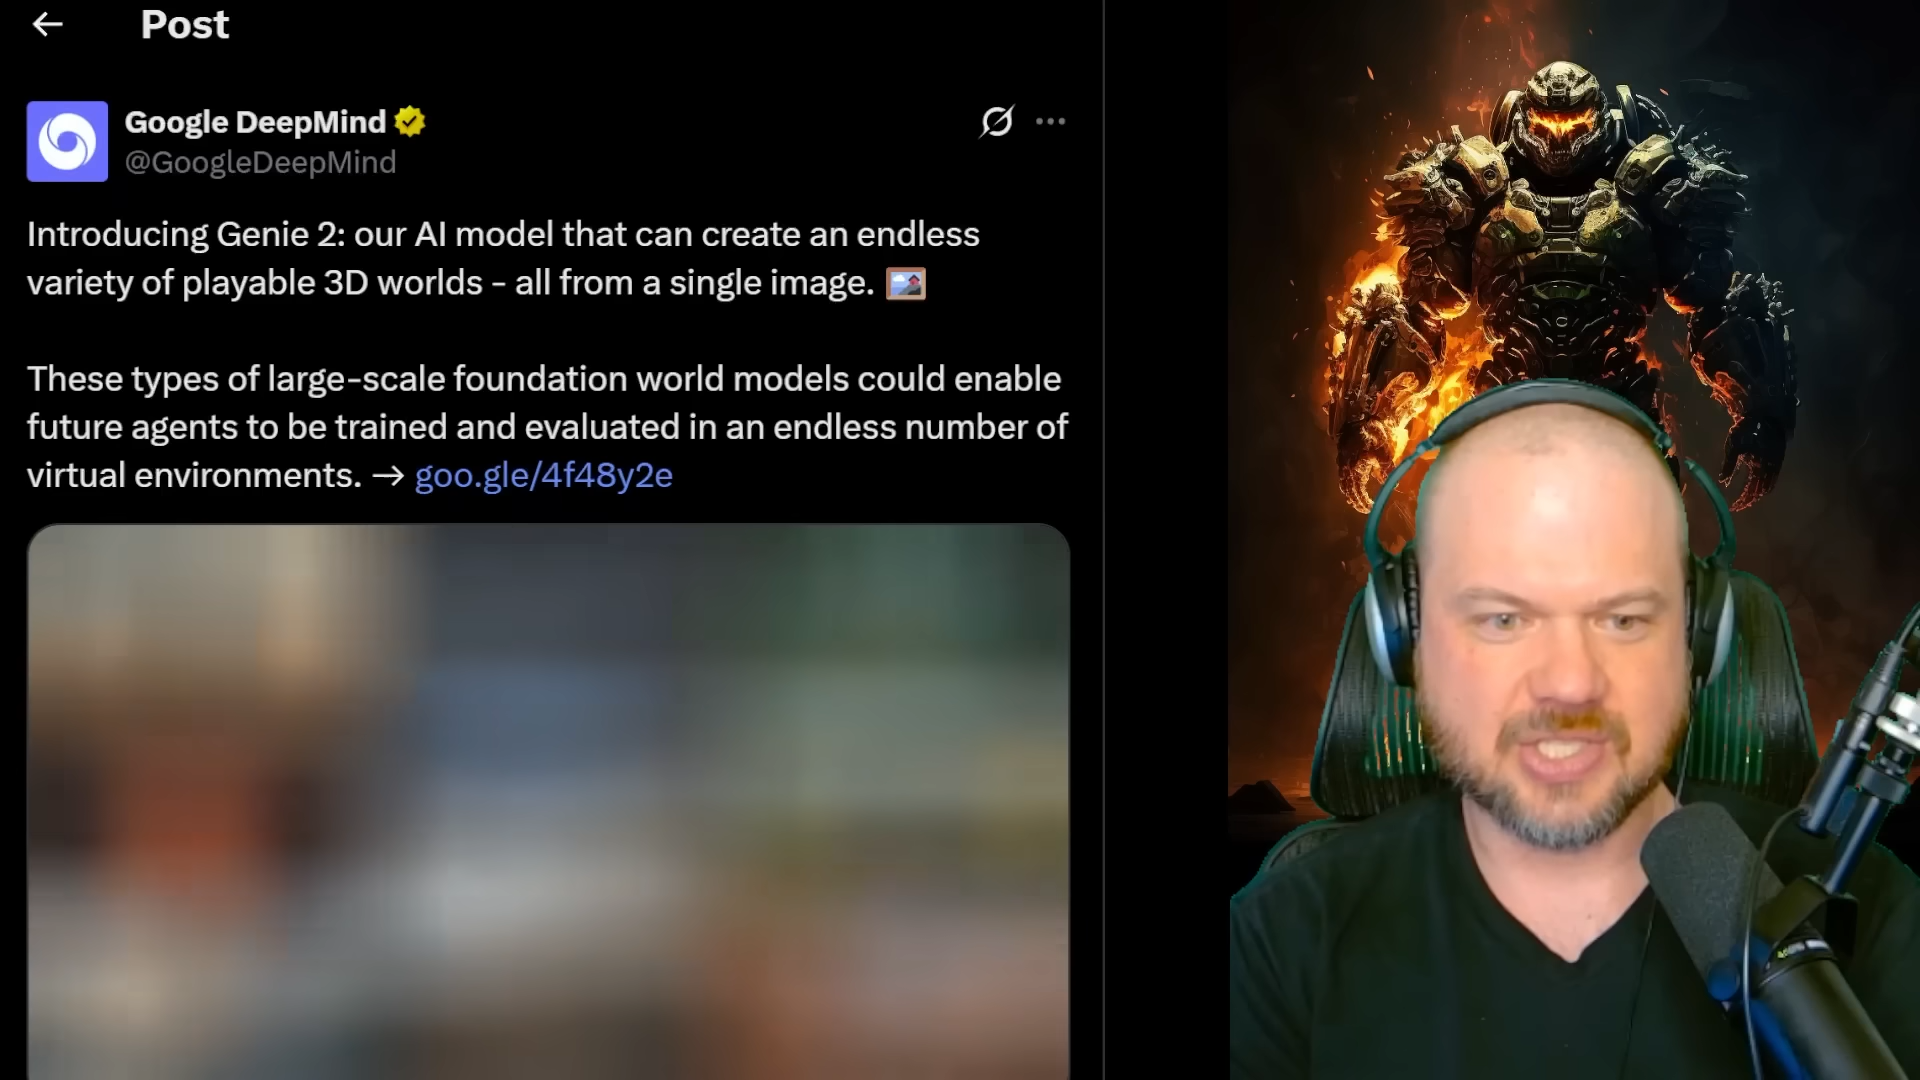 Post
Google DeepMind
@GoogleDeepMind
Introducing Genie 2: our AI model that can create an endless
variety of playable 3D worlds - all from a single image. 🖼️
These types of large-scale foundation world models could enable
future agents to be trained and evaluated in an endless number of
virtual environments. → goo.gle/4f48y2e